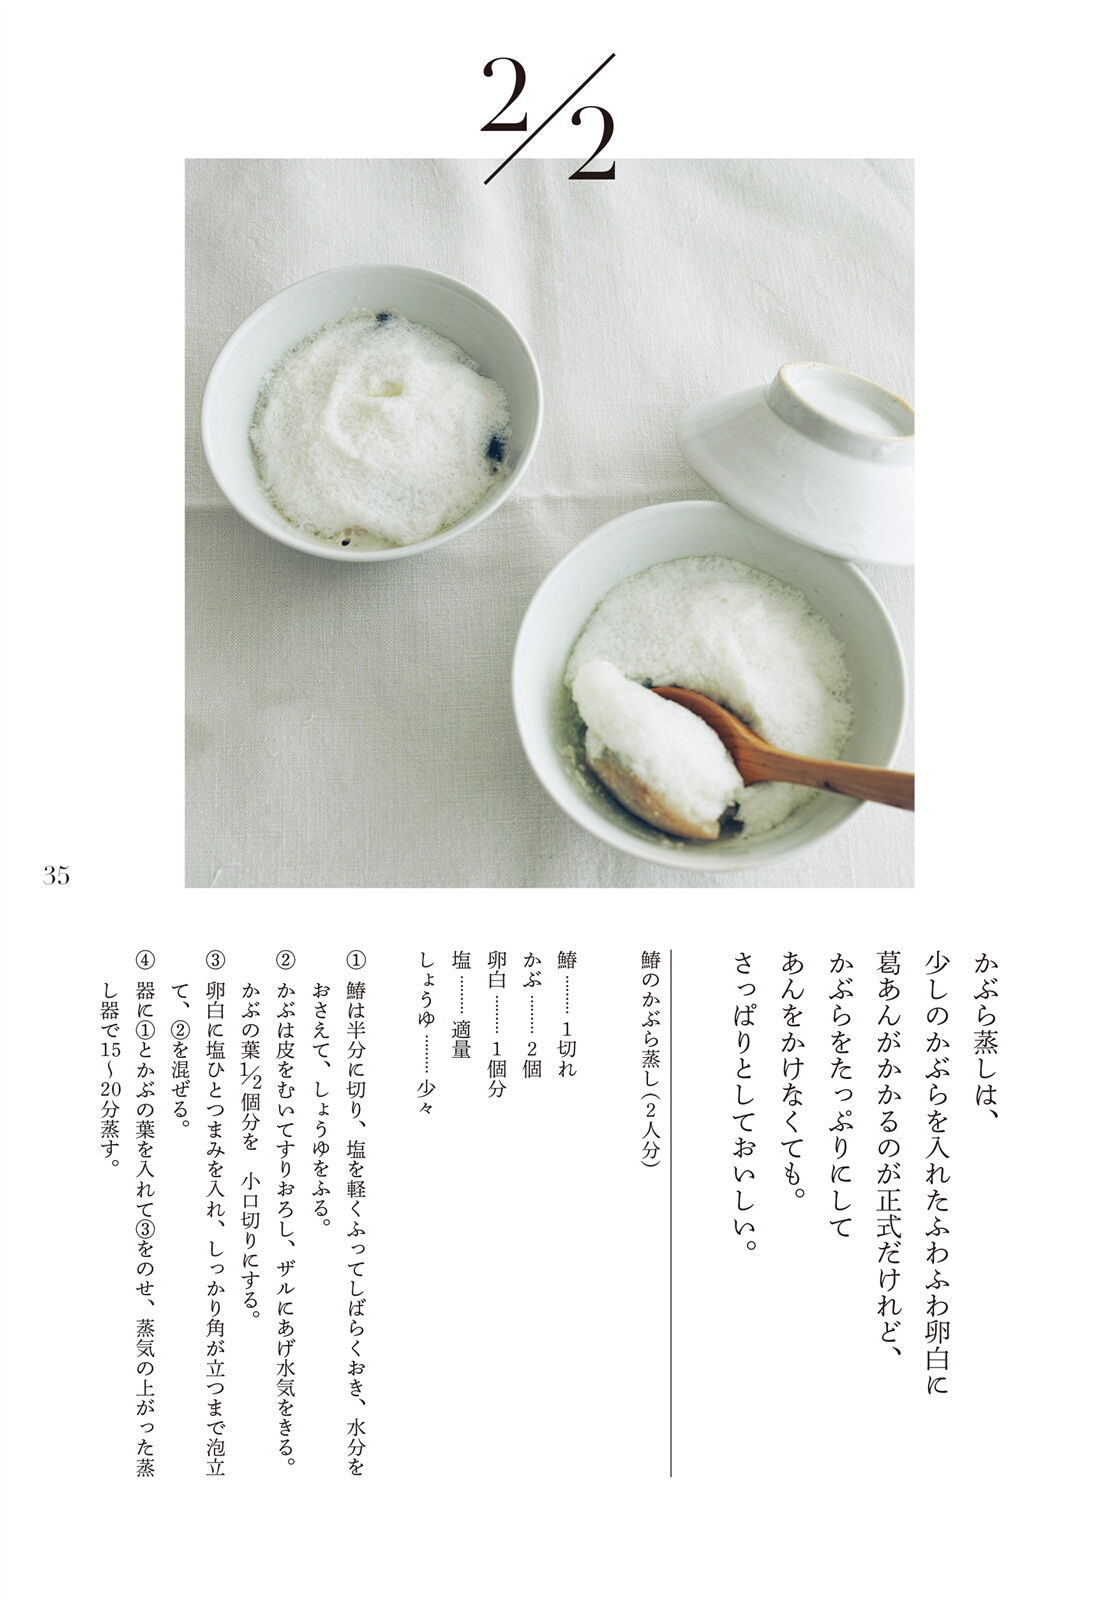 2/2
かぶら蒸しは、
少しのかぶらを入れたふわふわ卵白に
葛あんがかかるのが正式だけれど、
かぶらをたっぷりにして
あんをかけなくても。
さっぱりとしておいしい。
鰆のかぶら蒸し(2人分)
鰆………1切れ
かぶ………2個
卵白………1個分
塩………適量
しょうゆ………少々
① 鰆は半分に切り、塩を軽くふってしばらくおき、水分を
おさえて、しょうゆをふる。
② かぶは皮をむいてすりおろし、ザルにあげ水気をきる。
かぶの葉1/2個分を　小口切りにする。
③ 卵白に塩ひとつまみを入れ、しっかり角が立つまで泡立
て、②を混ぜる。
④ 器に①とかぶの葉を入れて③をのせ、蒸気の上がった蒸
し器で15〜20分蒸す。
35